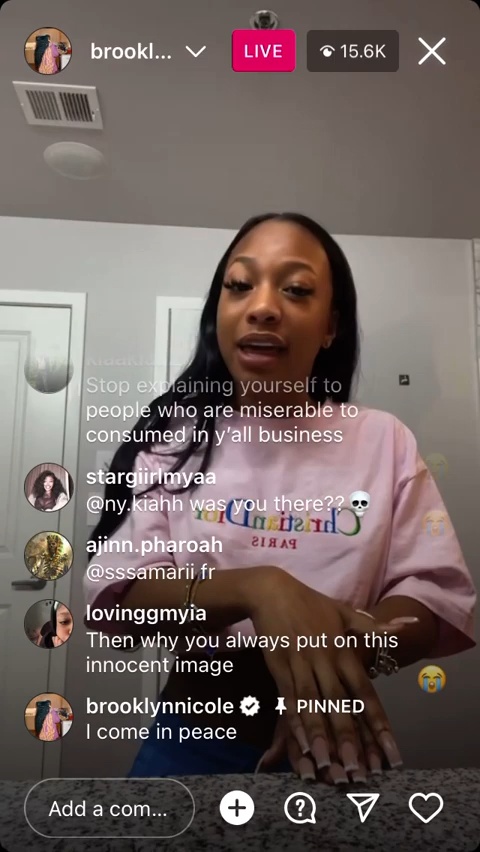 brookl...
LIVE
15.6K
Stop explaining yourself to
people who are miserable to
consumed in y'all business
stargiirlmyaa
@ny.kiahh was you there??💀
ajinn.pharoah
@sssamarii fr
lovinggmyia
Then why you always put on this
innocent image
brooklynnicole PINNED
I come in peace
Christian Dior
PARIS
Add a com...